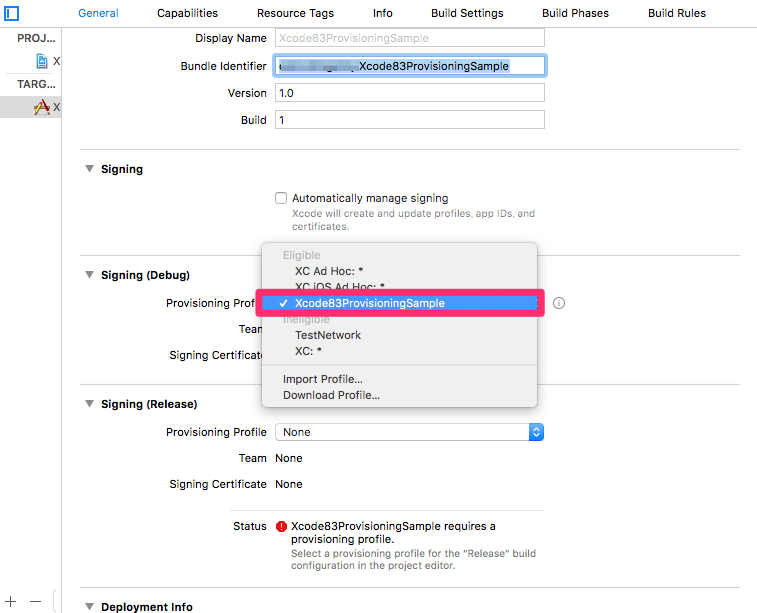 General Capabilities Resource Tags Info Build Settings Build Phases Build Rules
PROJ...
Display Name Xcode83ProvisioningSample
X
Bundle Identifier .Xcode83ProvisioningSample
TARG...
Version 1.0
X
Build 1
Signing
Automatically manage signing
Xcode will create and update profiles, app IDs, and
certificates.
Eligible
XC Ad Hoc: *
XC iOS Ad Hoc: *
Signing (Debug)
Provisioning Prof
✓ Xcode83ProvisioningSample
Ineligible
Team
TestNetwork
XC: *
Signing Certificate
Import Profile...
Download Profile...
Signing (Release)
Provisioning Profile None
Team None
Signing Certificate None
Status Xcode83ProvisioningSample requires a
provisioning profile.
Select a provisioning profile for the "Release" build
configuration in the project editor.
Deployment Info